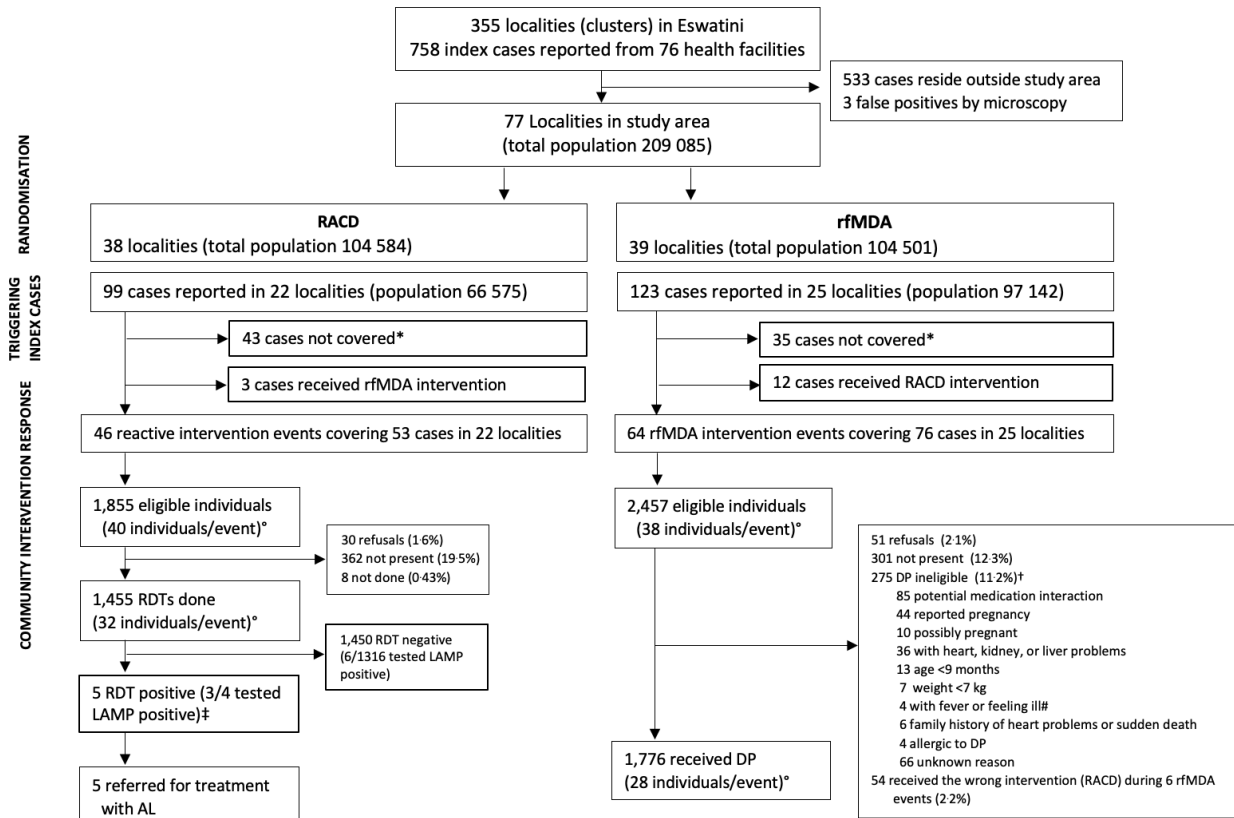 355 localities (clusters) in Eswatini
758 index cases reported from 76 health facilities
533 cases reside outside study area
3 false positives by microscopy
77 Localities in study area
(total population 209 085)
RANDOMISATION
RACD
38 localities (total population 104 584)
rfMDA
39 localities (total population 104 501)
TRIGGERING
INDEX CASES
99 cases reported in 22 localities (population 66 575)
123 cases reported in 25 localities (population 97 142)
43 cases not covered*
35 cases not covered*
3 cases received rfMDA intervention
12 cases received RACD intervention
COMMUNITY INTERVENTION RESPONSE
46 reactive intervention events covering 53 cases in 22 localities
64 rfMDA intervention events covering 76 cases in 25 localities
1,855 eligible individuals
(40 individuals/event)°
30 refusals (1·6%)
362 not present (19·5%)
8 not done (0·43%)
1,455 RDTs done
(32 individuals/event)°
1,450 RDT negative
(6/1316 tested LAMP
positive)
5 RDT positive (3/4 tested
LAMP positive)‡
5 referred for treatment
with AL
2,457 eligible individuals
(38 individuals/event)°
51 refusals (2·1%)
301 not present (12·3%)
275 DP ineligible (11·2%)†
85 potential medication interaction
44 reported pregnancy
10 possibly pregnant
36 with heart, kidney, or liver problems
13 age <9 months
7 weight <7 kg
4 with fever or feeling ill#
6 family history of heart problems or sudden death
4 allergic to DP
66 unknown reason
54 received the wrong intervention (RACD) during 6 rfMDA
events (2·2%)
1,776 received DP
(28 individuals/event)°